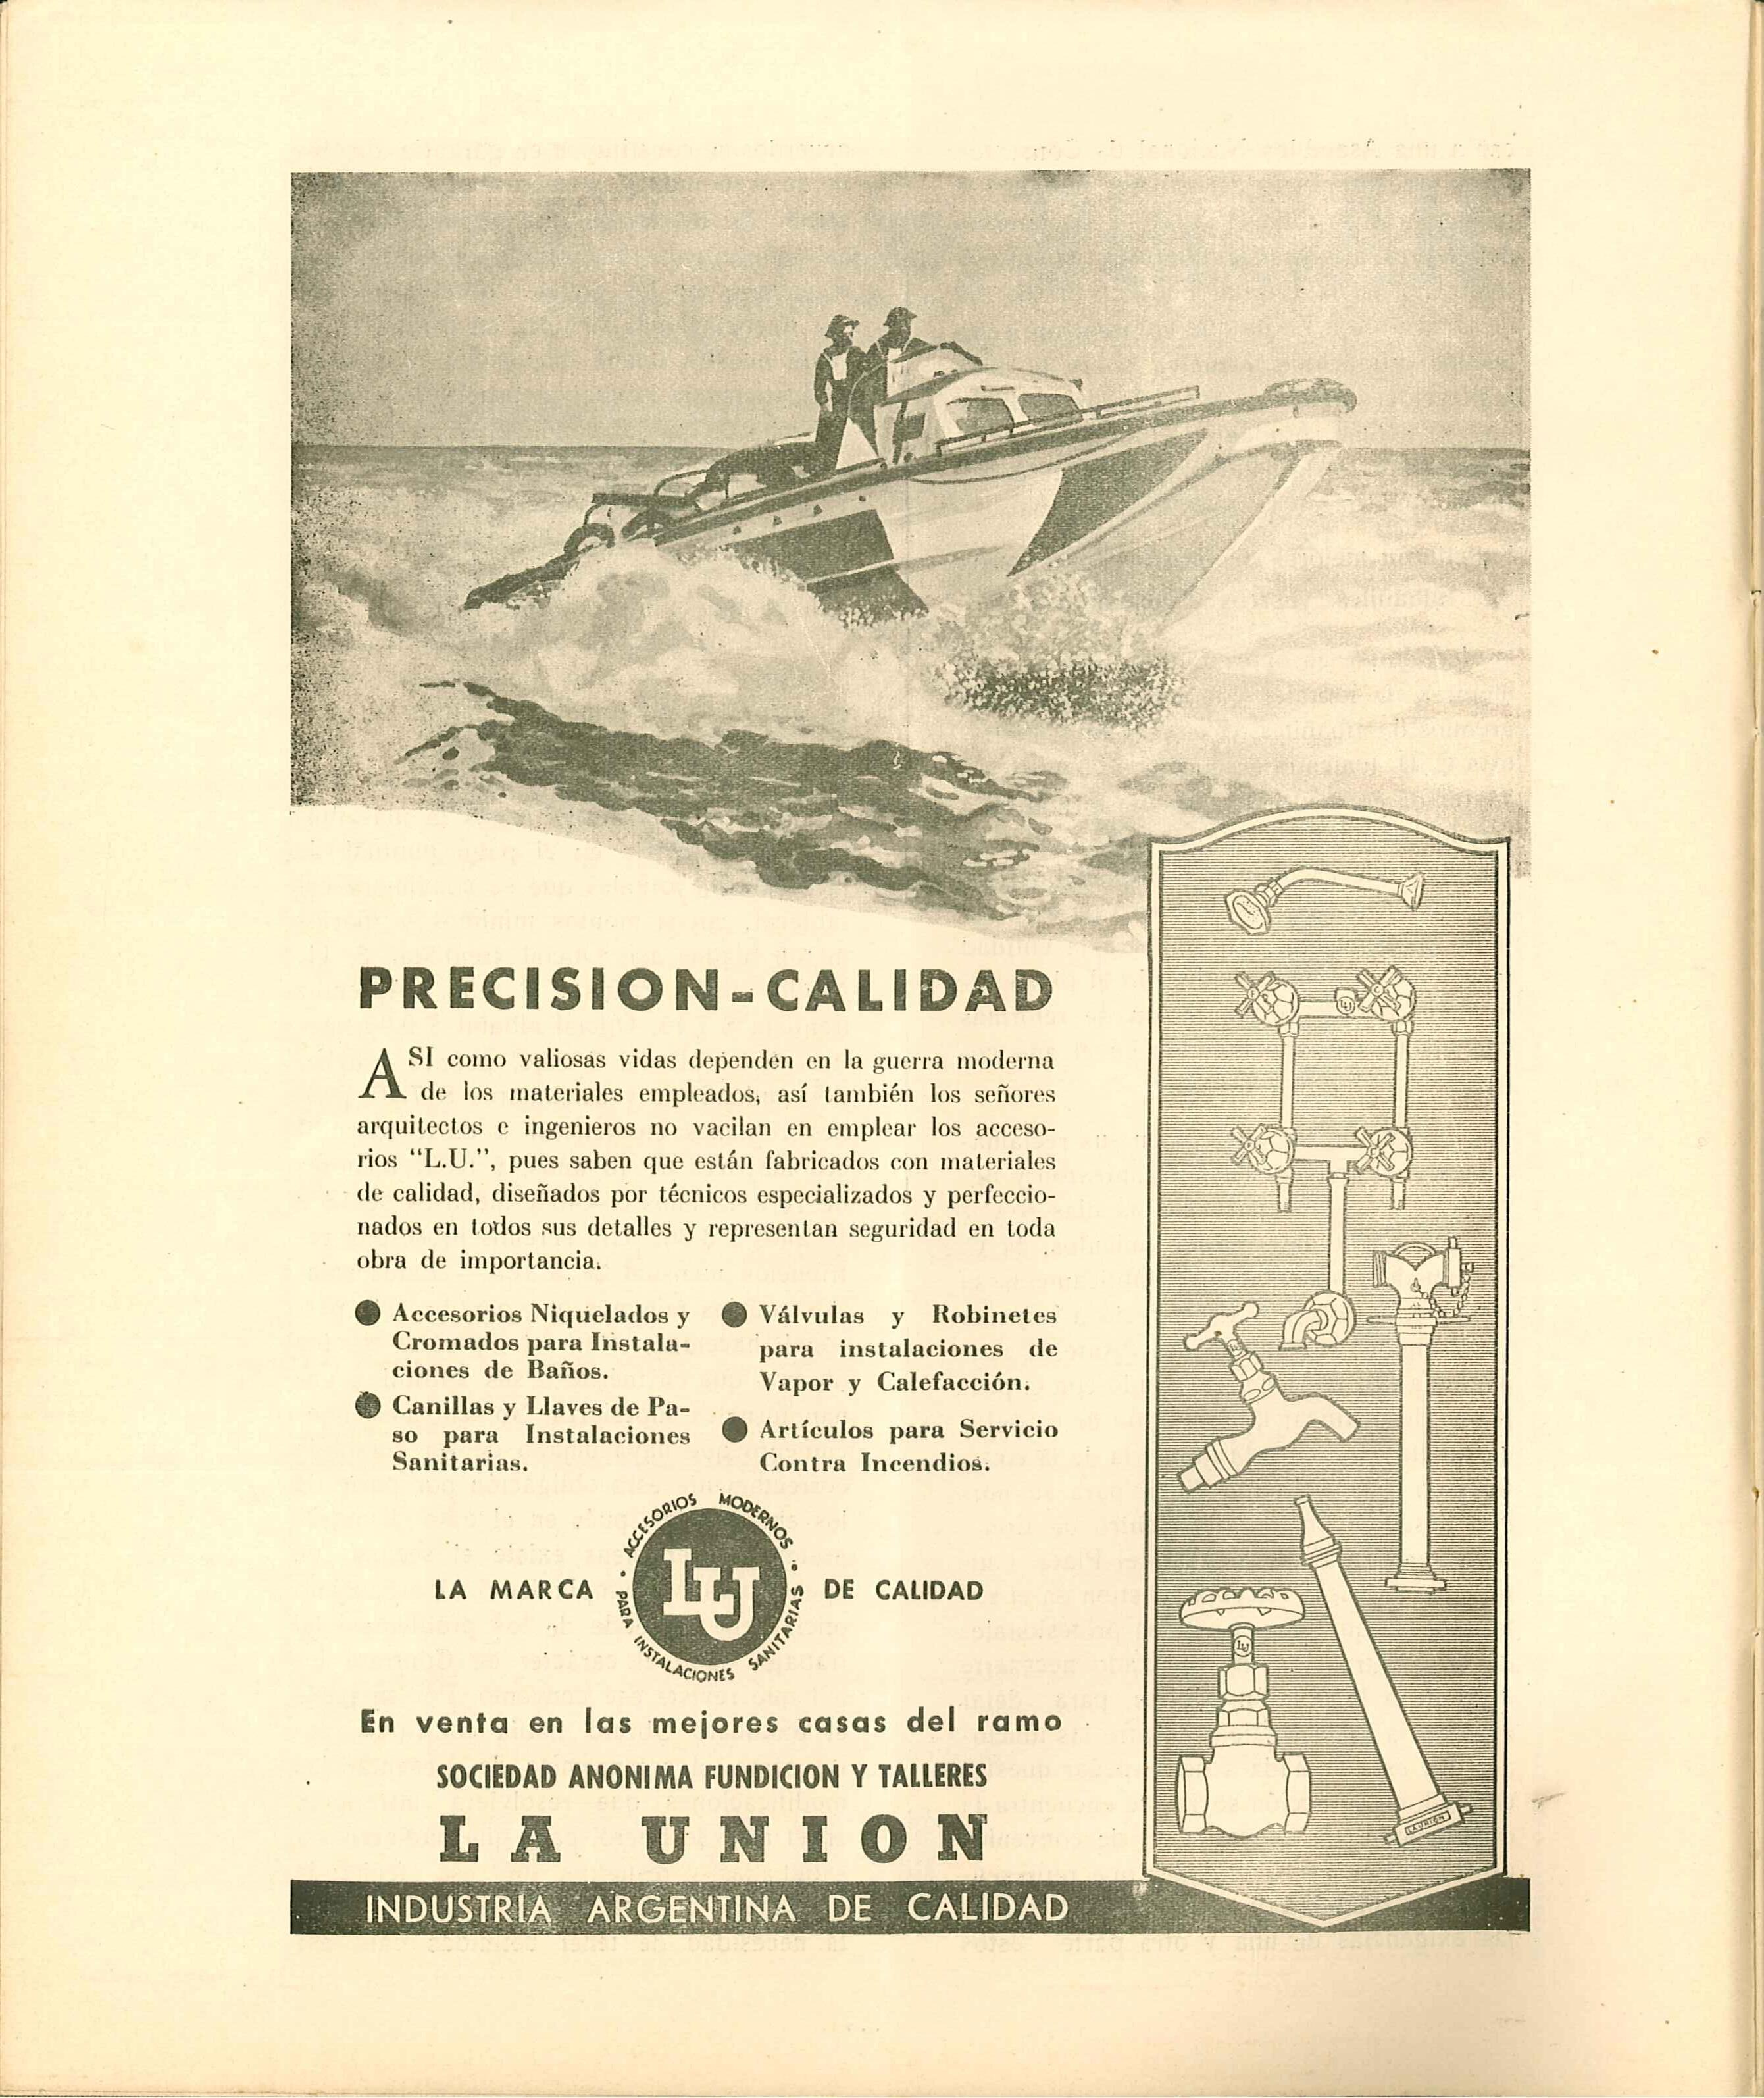 PRECISION-CALIDAD
ASI como valiosas vidas dependen en la guerra moderna
de los materiales empleados, así también los señores
arquitectos e ingenieros no vacilan en emplear los acceso-
rios “L.U.”, pues saben que están fabricados con materiales
de calidad, diseñados por técnicos especializados y perfeccio-
nados en todos sus detalles y representan seguridad en toda
obra de importancia.
● Accesorios Niquelados y
Cromados para Instala-
ciones de Baños.
● Canillas y Llaves de Pa-
so para Instalaciones
Sanitarias.
● Válvulas y Robinetes
para instalaciones de
Vapor y Calefacción.
● Artículos para Servicio
Contra Incendios.
LA MARCA
ACCESORIOS MODERNOS
LU
PARA INSTALACIONES SANITARIAS
DE CALIDAD
En venta en las mejores casas del ramo
SOCIEDAD ANONIMA FUNDICION Y TALLERES
LA UNION
INDUSTRIA ARGENTINA DE CALIDAD
LU
LU
LA UNION